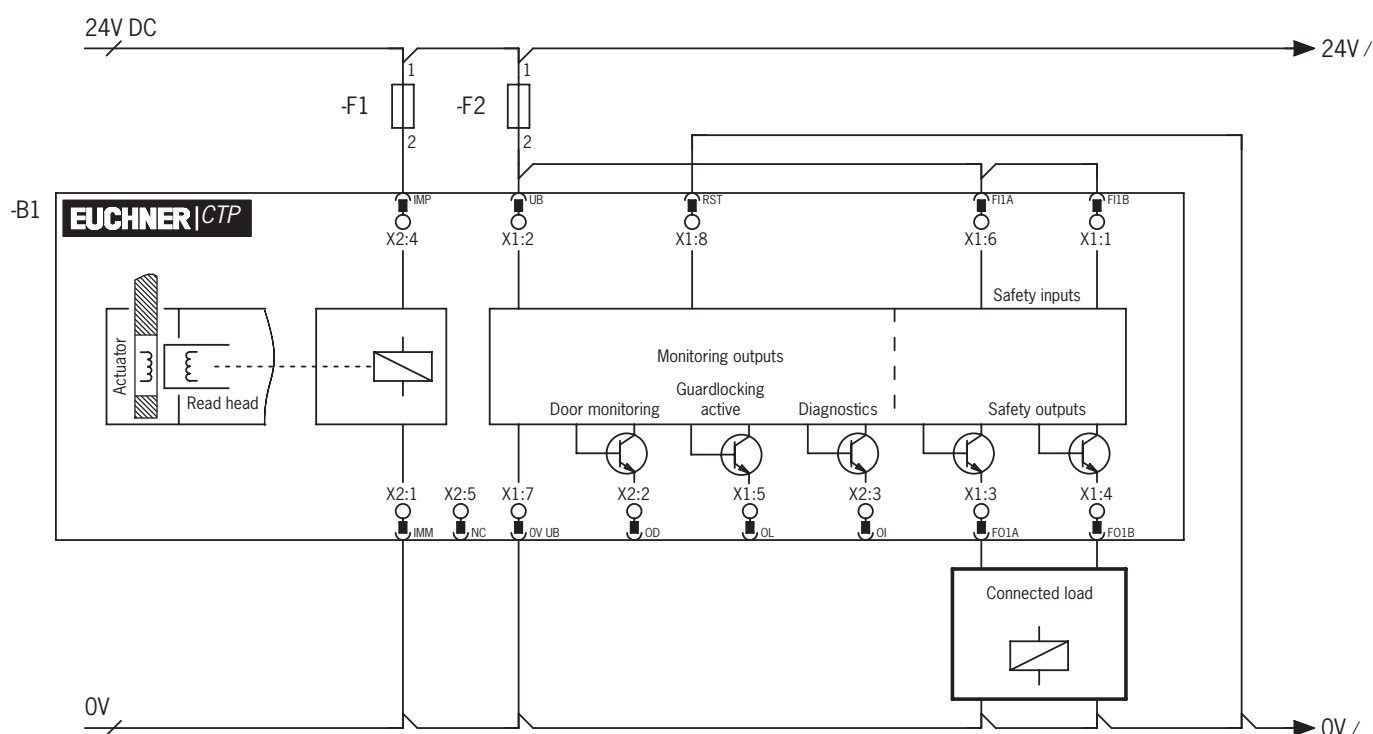 24V DC
24V /
1
1
-F1
-F2
2
2
-B1
EUCHNER|CTP
IMP
UB
RST
FI1A
FI1B
X2:4
X1:2
X1:8
X1:6
X1:1
Safety inputs
Actuator
Read head
Monitoring outputs
Door monitoring
Guardlocking
active
Diagnostics
Safety outputs
X2:1
X2:5
X1:7
X2:2
X1:5
X2:3
X1:3
X1:4
IMM
NC
0V UB
OD
OL
OI
FO1A
FO1B
Connected load
0V
0V /